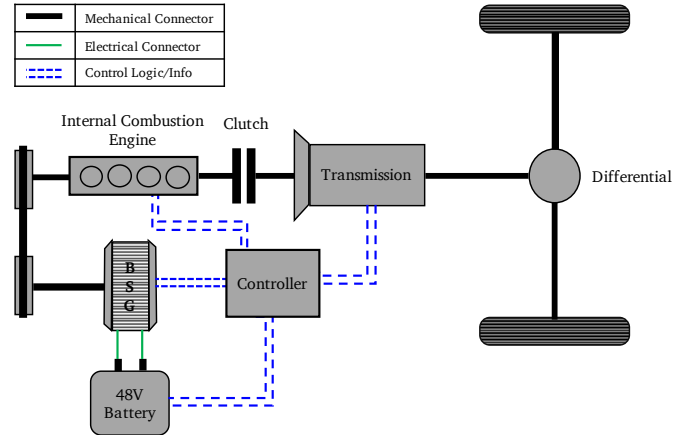 Mechanical Connector
Electrical Connector
Control Logic/Info
Internal Combustion
Engine
Clutch
Transmission
Differential
B
S
G
Controller
48V
Battery